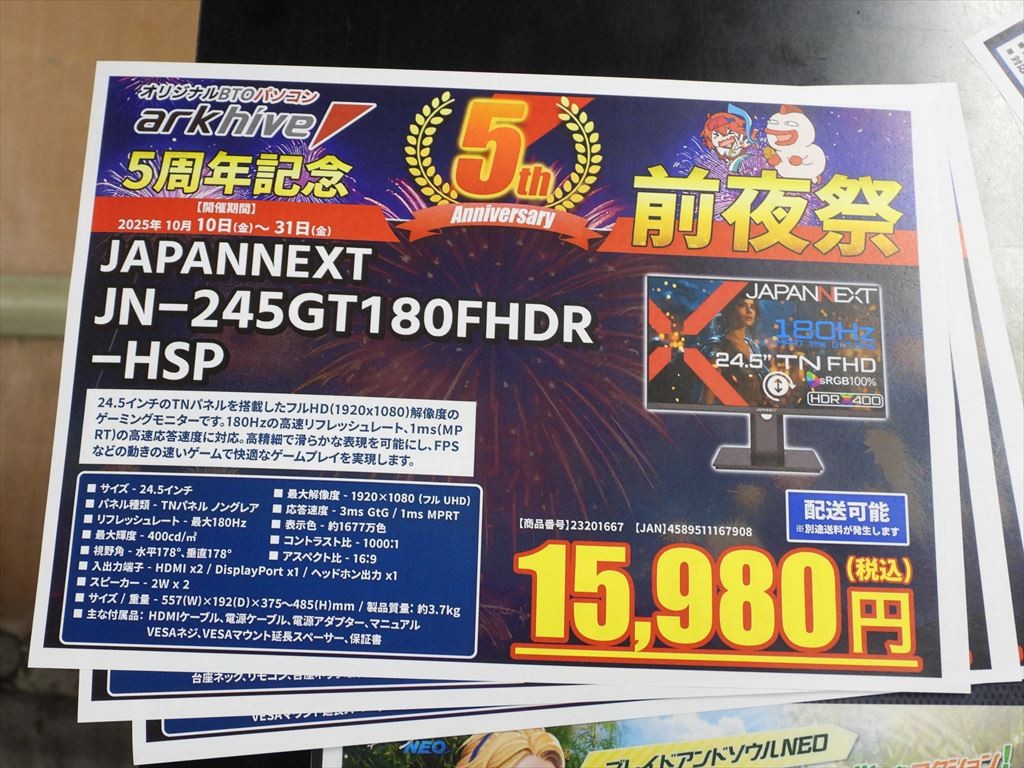 オリジナルBTOパソコン
arkhive
5周年記念
5th
Anniversary
前夜祭
【開催期間】
2025年 10月 10日(金)～31日(金)
JAPANNEXT
JN-245GT180FHDR
-HSP
JAPANNEXT
180Hz
24.5" TN FHD
sRGB100%
HDR 400
24.5インチのTNパネルを搭載したフルHD(1920x1080)解像度の
ゲーミングモニターです。180Hzの高速リフレッシュレート、1ms(MP
RT)の高速応答速度に対応。高精細で滑らかな表現を可能にし、FPS
などの動きの速いゲームで快適なゲームプレイを実現します。
■ サイズ - 24.5インチ
■ パネル種類 - TNパネル ノングレア
■ リフレッシュレート - 最大180Hz
■ 最大輝度 - 400cd/㎡
■ 視野角 - 水平178°、垂直178°
■ 最大解像度 - 1920×1080 (フル UHD)
■ 応答速度 - 3ms GtG / 1ms MPRT
■ 表示色 - 約1677万色
■ コントラスト比 - 1000:1
■ アスペクト比 - 16:9
■ 入出力端子 - HDMI x2 / DisplayPort x1 / ヘッドホン出力 x1
■ スピーカー - 2W x 2
■ サイズ / 重量 - 557(W)×192(D)×375～485(H)mm / 製品質量: 約3.7kg
■ 主な付属品: HDMIケーブル、電源ケーブル、電源アダプター、マニュアル
VESAネジ、VESAマウント延長スペーサー、保証書
配送可能
※別途送料が発生します
【商品番号】23201667 【JAN】4589511167908
15,980円
(税込)
NEO
ブレイドアンドソウルNEO